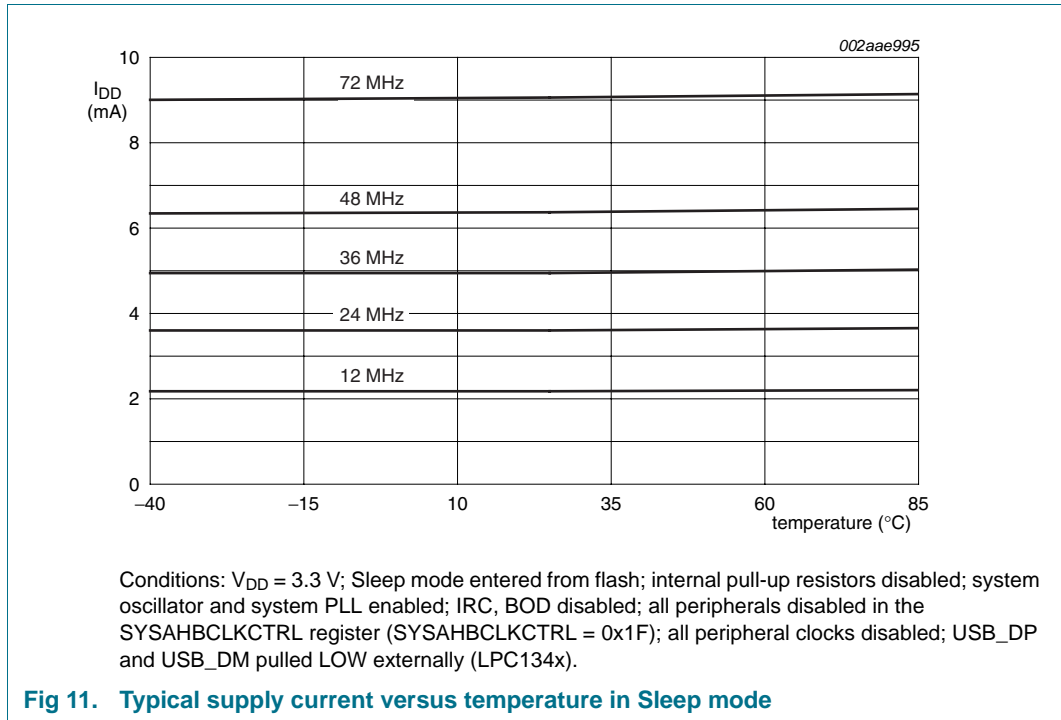 002aae995
10
I_DD
(mA)
72 MHz
8
48 MHz
6
36 MHz
4
24 MHz
12 MHz
2
0
−40
−15
10
35
60
85
temperature (°C)
Conditions: V_DD = 3.3 V; Sleep mode entered from flash; internal pull-up resistors disabled; system
oscillator and system PLL enabled; IRC, BOD disabled; all peripherals disabled in the
SYSAHBCLKCTRL register (SYSAHBCLKCTRL = 0x1F); all peripheral clocks disabled; USB_DP
and USB_DM pulled LOW externally (LPC134x).
Fig 11. Typical supply current versus temperature in Sleep mode